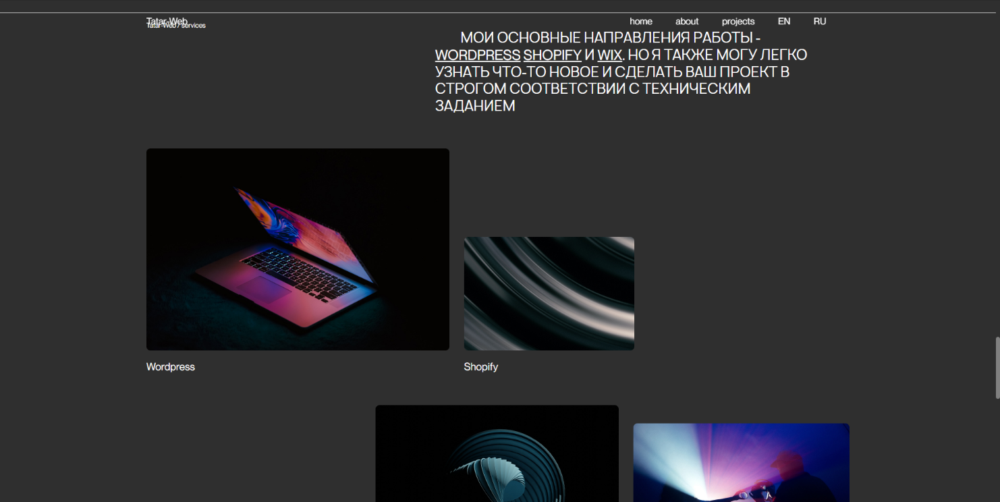 Tatar-Web
home about projects EN RU
Tatar-Web / services
МОИ ОСНОВНЫЕ НАПРАВЛЕНИЯ РАБОТЫ -
WORDPRESS SHOPIFY И WIX. НО Я ТАКЖЕ МОГУ ЛЕГКО
УЗНАТЬ ЧТО-ТО НОВОЕ И СДЕЛАТЬ ВАШ ПРОЕКТ В
СТРОГОМ СООТВЕТСТВИИ С ТЕХНИЧЕСКИМ
ЗАДАНИЕМ
Wordpress
Shopify